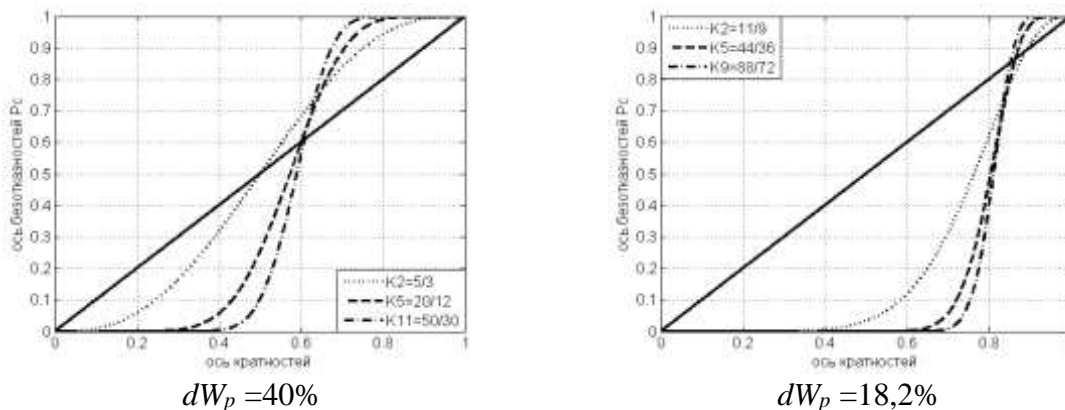 ось безотказностей Pc
1
0.9
0.8
0.7
0.6
0.5
0.4
0.3
0.2
0.1
0
K2=5/3
K5=20/12
K11=50/30
0 0.2 0.4 0.6 0.8 1
ось кратностей
dWp =40%
ось безотказностей Pc
1
0.9
0.8
0.7
0.6
0.5
0.4
0.3
0.2
0.1
0
K2=11/9
K5=44/36
K9=88/72
0 0.2 0.4 0.6 0.8
ось кратностей
dWp =18,2%